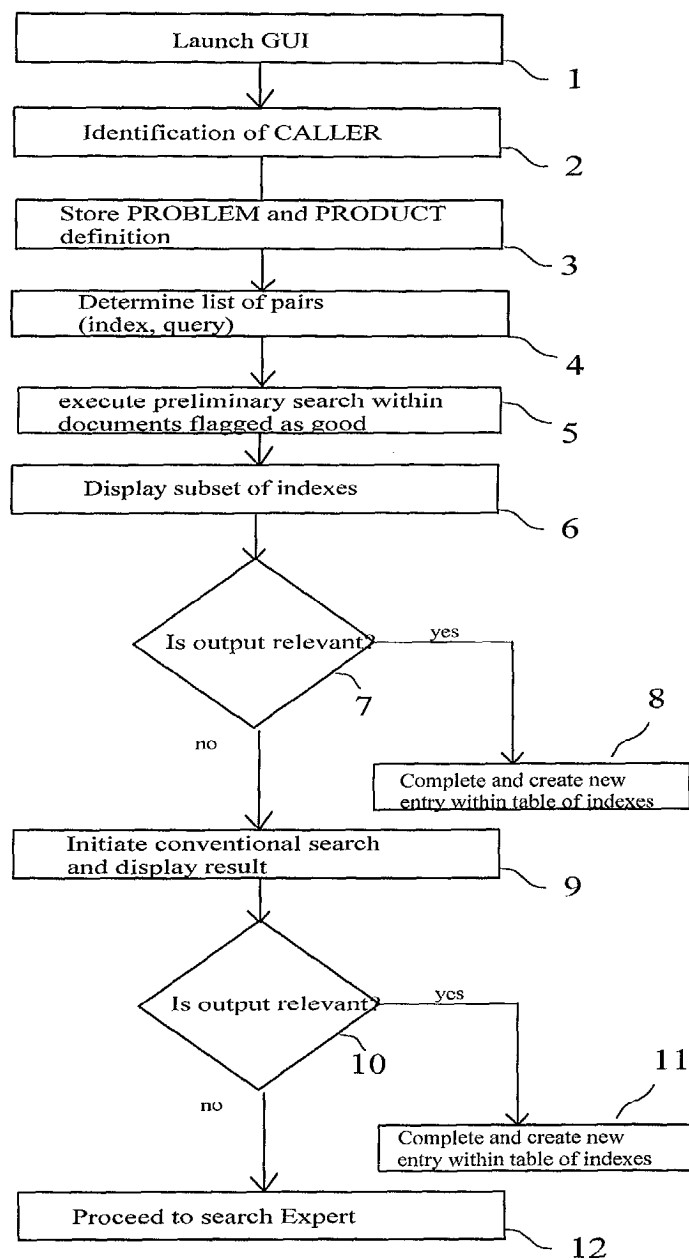 Launch GUI
1
Identification of CALLER
2
Store PROBLEM and PRODUCT
definition
3
Determine list of pairs
(index, query)
4
execute preliminary search within
documents flagged as good
5
Display subset of indexes
6
Is output relevant?
yes
7
no
8
Complete and create new
entry within table of indexes
Initiate conventional search
and display result
9
Is output relevant?
yes
10
no
11
Complete and create new
entry within table of indexes
Proceed to search Expert
12